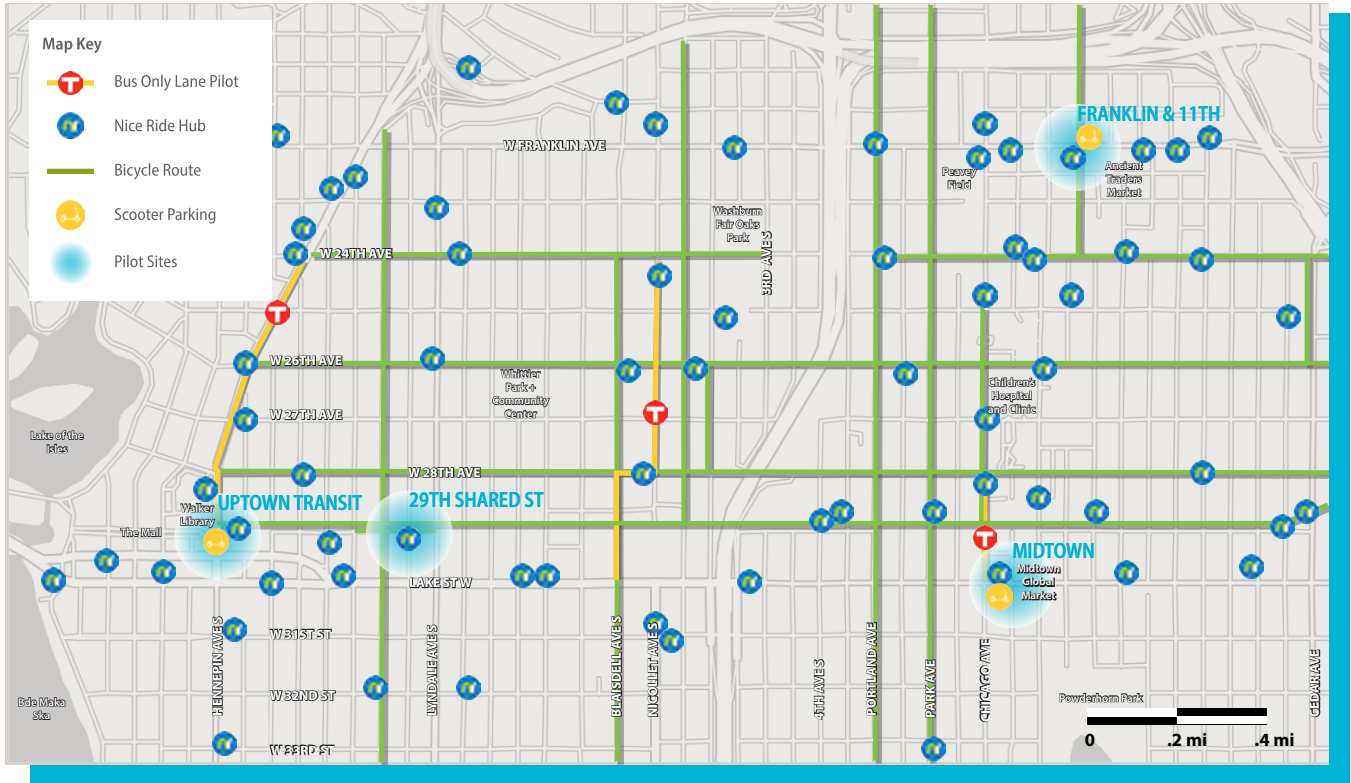 Map Key
Bus Only Lane Pilot
Nice Ride Hub
Bicycle Route
Scooter Parking
Pilot Sites
FRANKLIN & 11TH
W FRANKLIN AVE
Peavey
Field
Ancient
Traders
Market
Washburn
Fair Oaks
Park
3RD AVE S
W 24TH AVE
W 26TH AVE
Whittier
Park +
Community
Center
Children's
Hospital
and Clinic
W 27TH AVE
Lake of the
Isles
W 28TH AVE
UPTOWN TRANSIT
29TH SHARED ST
Walker
Library
The Mall
MIDTOWN
Midtown
Global
Market
LAKE ST W
W 31ST ST
HENNEPIN AVE S
LYNDALE AVE S
BLAISDELL AVE S
NICOLLET AVE S
4TH AVE S
PORTLAND AVE
PARK AVE
CHICAGO AVE
CEDAR AVE
W 32ND ST
Bde Maka
Ska
Powderhorn Park
W 33RD ST
0 .2 mi .4 mi